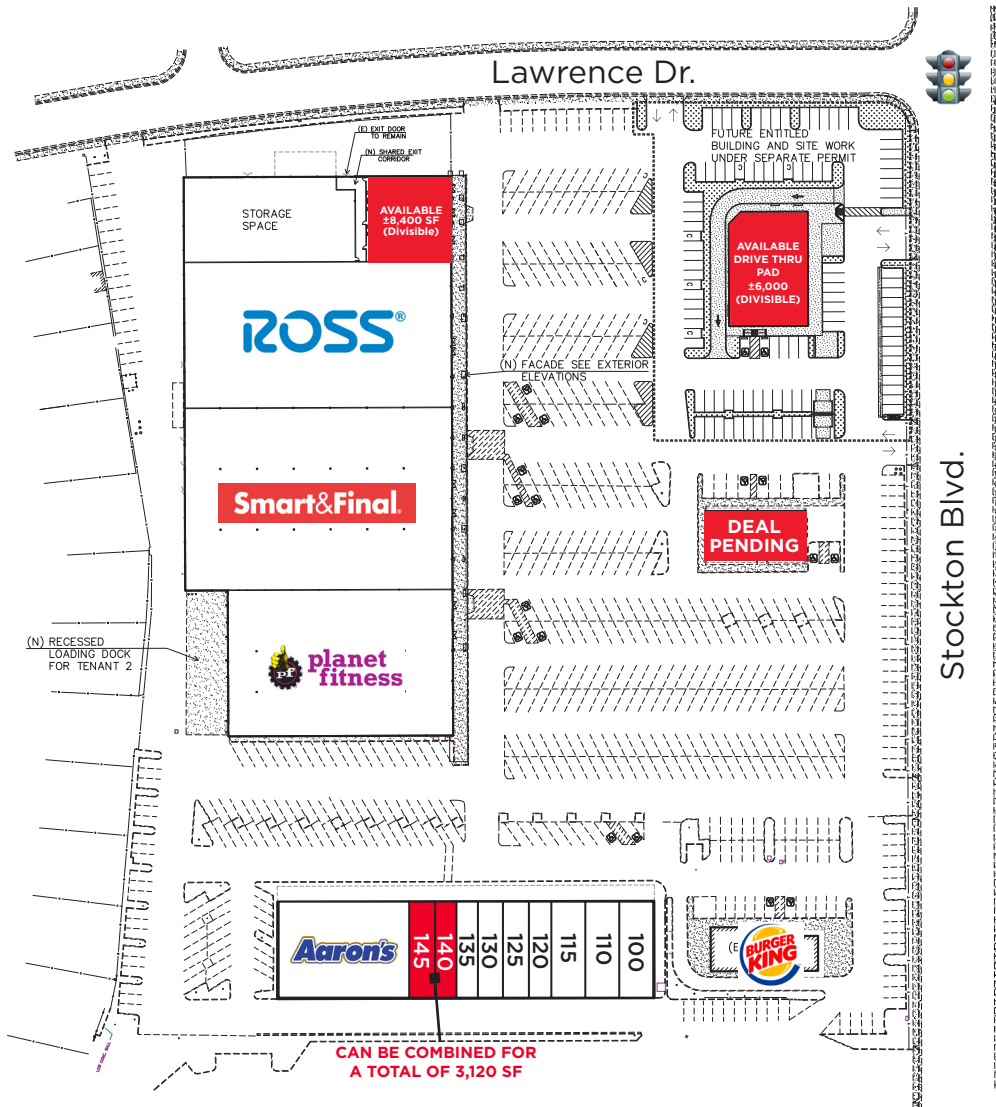 Lawrence Dr.
(E) EXIT DOOR
TO REMAIN
(N) SHARED EXIT
CORRIDOR
FUTURE ENTITLED
BUILDING AND SITE WORK
UNDER SEPARATE PERMIT
STORAGE
SPACE
AVAILABLE
±8,400 SF
(Divisible)
AVAILABLE
DRIVE THRU
PAD
±6,000
(DIVISIBLE)
ROSS®
(N) FACADE SEE EXTERIOR
ELEVATIONS
Smart&Final.
DEAL
PENDING
Stockton Blvd.
(N) RECESSED
LOADING DOCK
FOR TENANT 2
pf
planet
fitness
Aaron's
145
140
135
130
125
120
115
110
100
(E
BURGER
KING
CAN BE COMBINED FOR
A TOTAL OF 3,120 SF